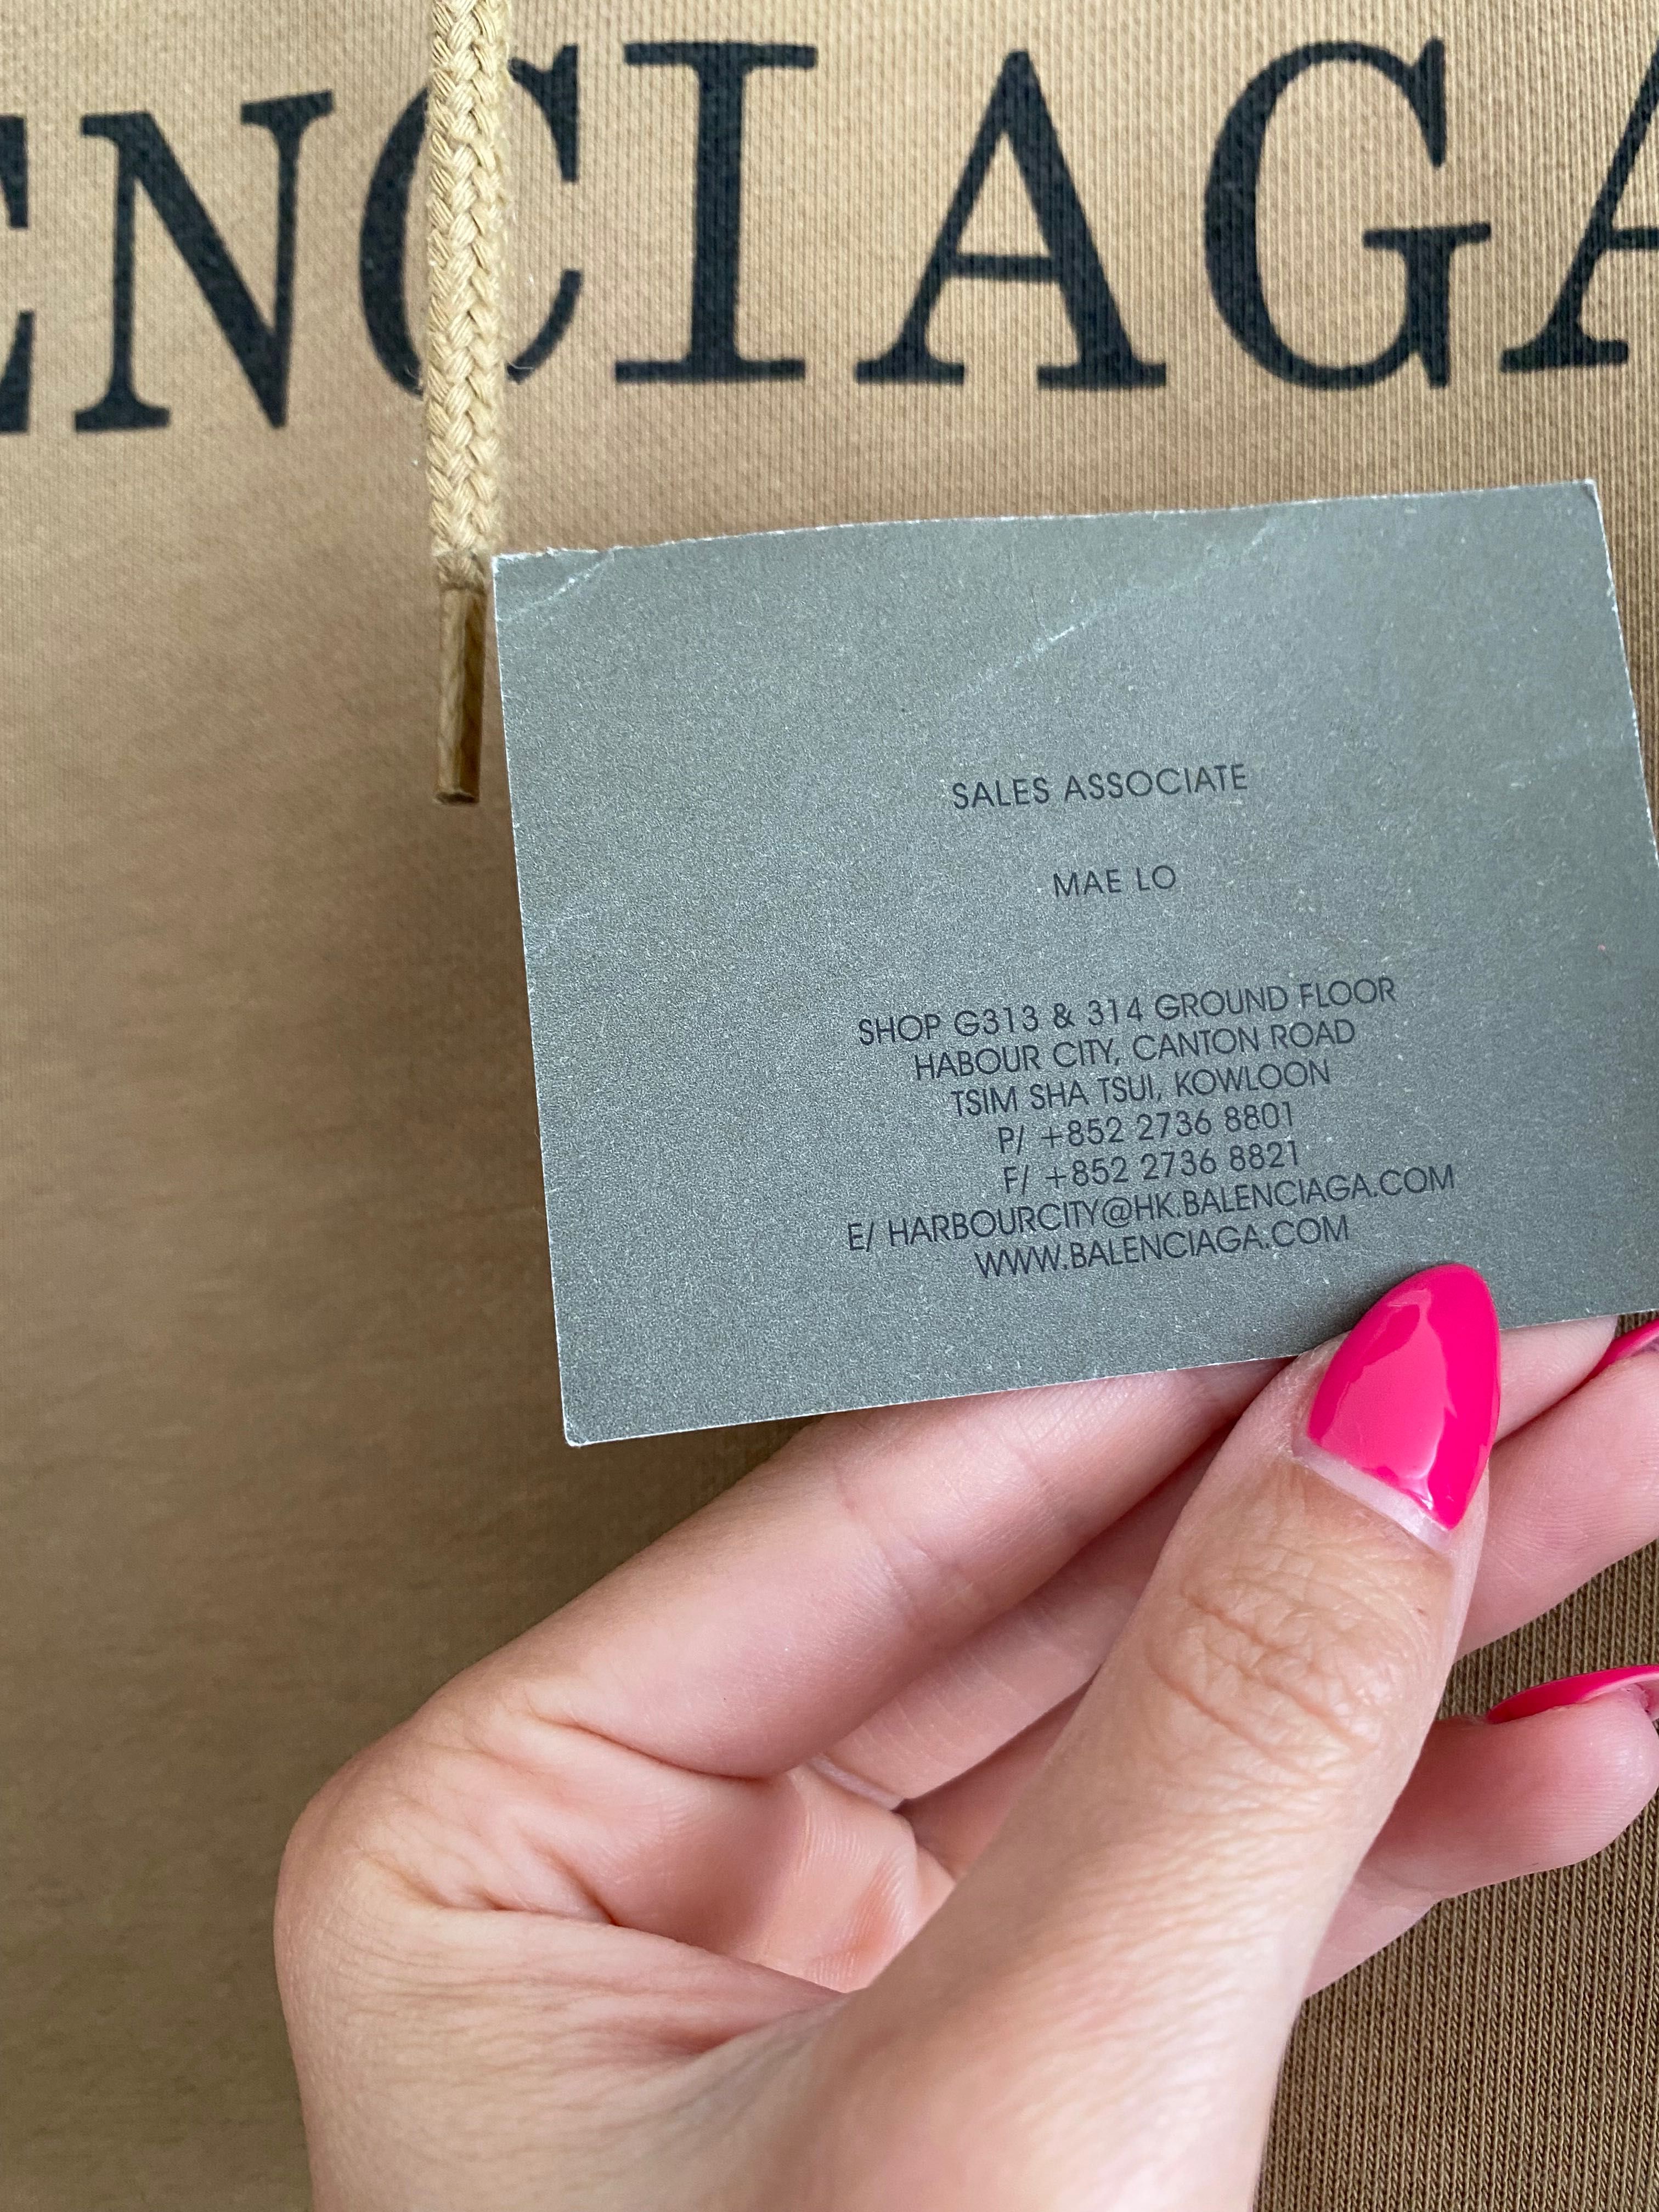 ENCIAGA
SALES ASSOCIATE
MAE LO
SHOP G313 & 314 GROUND FLOOR
HABOUR CITY, CANTON ROAD
TSIM SHA TSUI, KOWLOON
P/ +852 2736 8801
F/ +852 2736 8821
E/ HARBOURCITY@HK.BALENCIAGA.COM
WWW.BALENCIAGA.COM